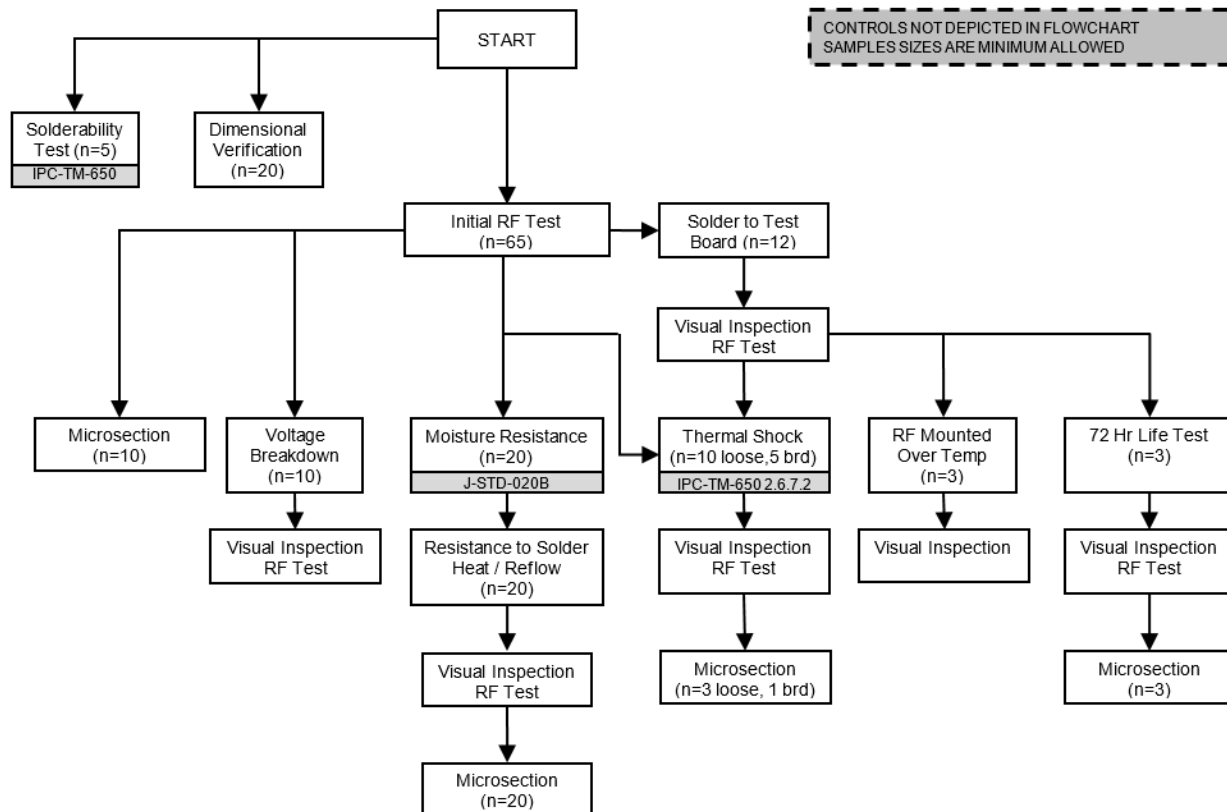 START
CONTROLS NOT DEPICTED IN FLOWCHART
SAMPLES SIZES ARE MINIMUM ALLOWED
Solderability
Test (n=5)
IPC-TM-650
Dimensional
Verification
(n=20)
Initial RF Test
(n=65)
Solder to Test
Board (n=12)
Visual Inspection
RF Test
Microsection
(n=10)
Voltage
Breakdown
(n=10)
Moisture Resistance
(n=20)
J-STD-020B
Thermal Shock
(n=10 loose,5 brd)
IPC-TM-650 2.6.7.2
RF Mounted
Over Temp
(n=3)
72 Hr Life Test
(n=3)
Visual Inspection
RF Test
Resistance to Solder
Heat / Reflow
(n=20)
Visual Inspection
RF Test
Visual Inspection
Visual Inspection
RF Test
Visual Inspection
RF Test
Microsection
(n=3 loose, 1 brd)
Microsection
(n=3)
Microsection
(n=20)